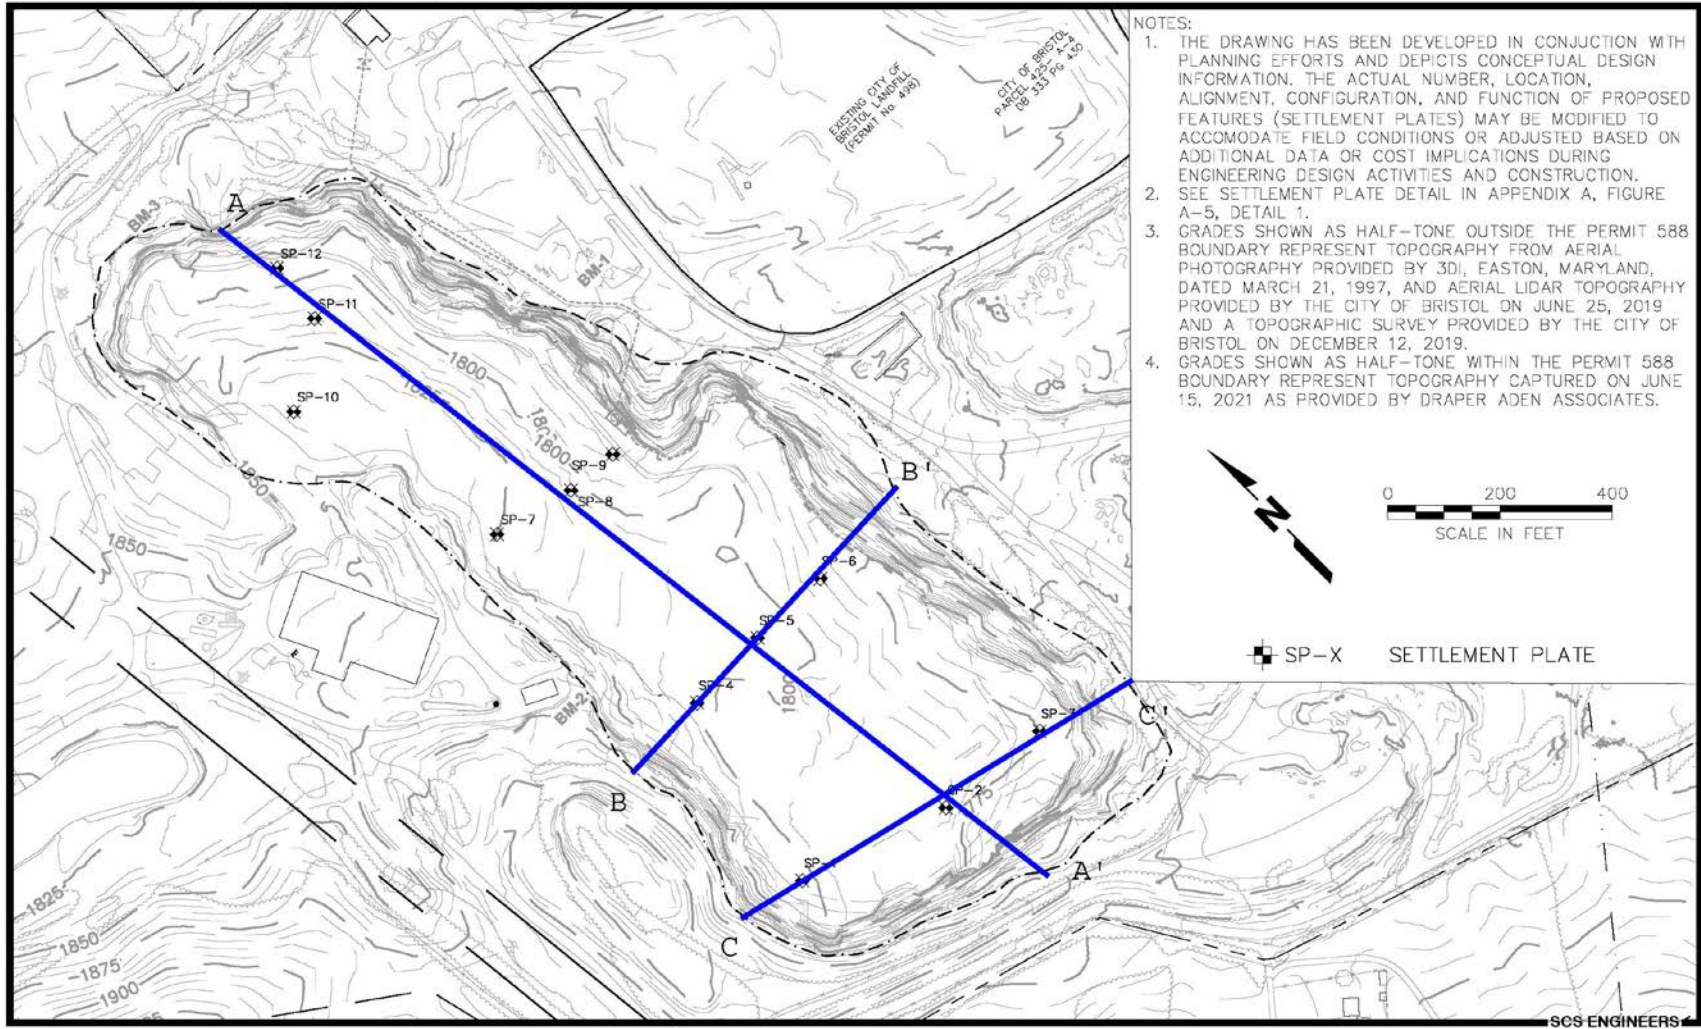 NOTES:
1. THE DRAWING HAS BEEN DEVELOPED IN CONJUCTION WITH
PLANNING EFFORTS AND DEPICTS CONCEPTUAL DESIGN
INFORMATION. THE ACTUAL NUMBER, LOCATION,
ALIGNMENT, CONFIGURATION, AND FUNCTION OF PROPOSED
FEATURES (SETTLEMENT PLATES) MAY BE MODIFIED TO
ACCOMODATE FIELD CONDITIONS OR ADJUSTED BASED ON
ADDITIONAL DATA OR COST IMPLICATIONS DURING
ENGINEERING DESIGN ACTIVITIES AND CONSTRUCTION.
2. SEE SETTLEMENT PLATE DETAIL IN APPENDIX A, FIGURE
A-5, DETAIL 1.
3. GRADES SHOWN AS HALF-TONE OUTSIDE THE PERMIT 588
BOUNDARY REPRESENT TOPOGRAPHY FROM AERIAL
PHOTOGRAPHY PROVIDED BY 3DI, EASTON, MARYLAND,
DATED MARCH 21, 1997, AND AERIAL LIDAR TOPOGRAPHY
PROVIDED BY THE CITY OF BRISTOL ON JUNE 25, 2019
AND A TOPOGRAPHIC SURVEY PROVIDED BY THE CITY OF
BRISTOL ON DECEMBER 12, 2019.
4. GRADES SHOWN AS HALF-TONE WITHIN THE PERMIT 588
BOUNDARY REPRESENT TOPOGRAPHY CAPTURED ON JUNE
15, 2021 AS PROVIDED BY DRAPER ADEN ASSOCIATES.
N
0 200 400
SCALE IN FEET
SP-X SETTLEMENT PLATE
EXISTING CITY OF
BRISTOL LANDFILL
(PERMIT No. 498)
CITY OF BRISTOL
PARCEL 425- A-4
DB 333 PG 430
A
BM-3
SP-12
BM-1
SP-11
1800
SP-10
1800
SP-9
1850
B'
SP-8
SP-7
1850
SP-6
SP-5
SP-4
1800
BM-2
C'
SP-2
B
A'
C
1825
1850
1875
1900
SCS ENGINEERS